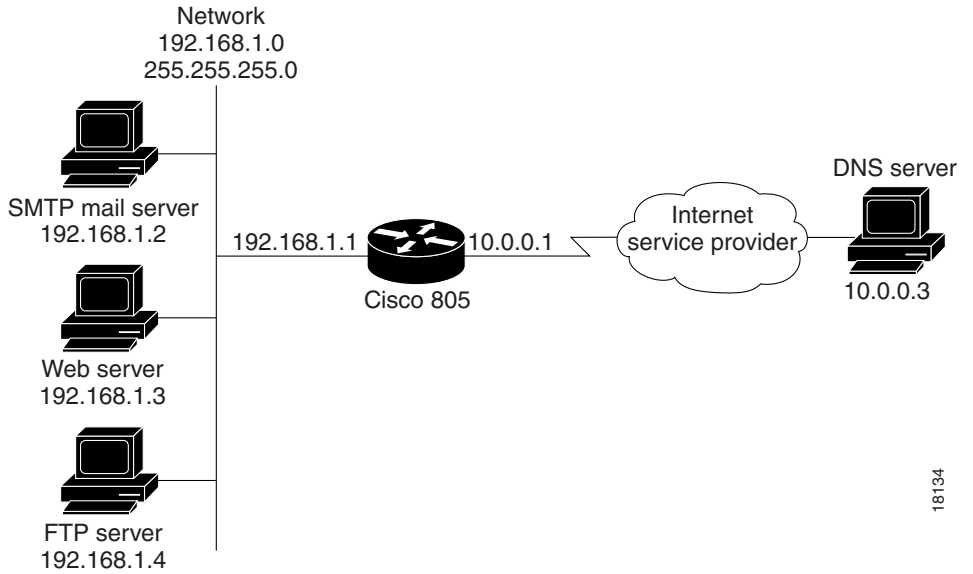 Network
192.168.1.0
255.255.255.0
SMTP mail server
192.168.1.2
Web server
192.168.1.3
FTP server
192.168.1.4
192.168.1.1
Cisco 805
10.0.0.1
Internet
service provider
DNS server
10.0.0.3
18134